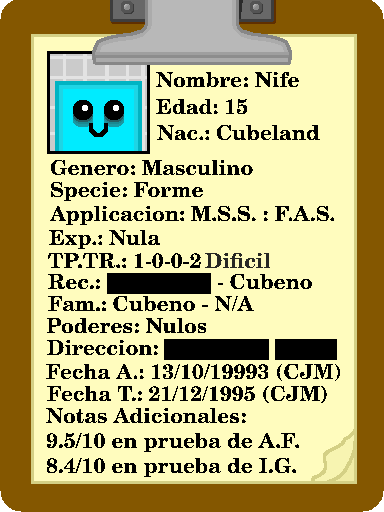 Nombre: Nife
Edad: 15
Nac.: Cubeland
Genero: Masculino
Specie: Forme
Applicacion: M.S.S. : F.A.S.
Exp.: Nula
TP.TR.: 1-0-0-2 Dificil
Rec.: - Cubeno
Fam.: Cubeno - N/A
Poderes: Nulos
Direccion:
Fecha A.: 13/10/19993 (CJM)
Fecha T.: 21/12/1995 (CJM)
Notas Adicionales:
9.5/10 en prueba de A.F.
8.4/10 en prueba de I.G.